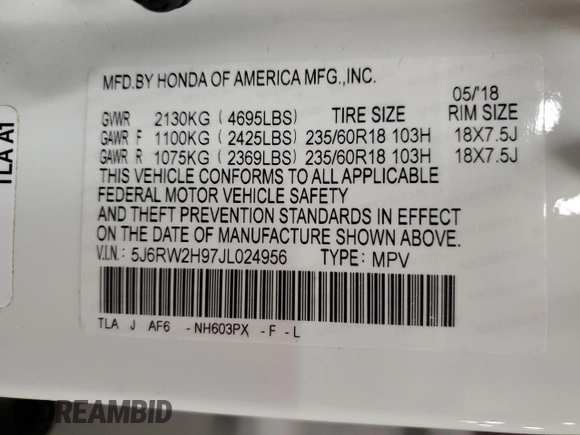 MFD.BY HONDA OF AMERICA MFG.,INC.
05/'18
GVWR 2130KG (4695LBS) TIRE SIZE RIM SIZE
GAWR F 1100KG (2425LBS) 235/60R18 103H 18X7.5J
GAWR R 1075KG (2369LBS) 235/60R18 103H 18X7.5J
THIS VEHICLE CONFORMS TO ALL APPLICABLE
FEDERAL MOTOR VEHICLE SAFETY
AND THEFT PREVENTION STANDARDS IN EFFECT
ON DATE OF MANUFACTURE SHOWN ABOVE.
V.I.N.: 5J6RW2H97JL024956 TYPE: MPV
TLA J AF6 - NH603PX - F - L
TLA A1
DREAMBID